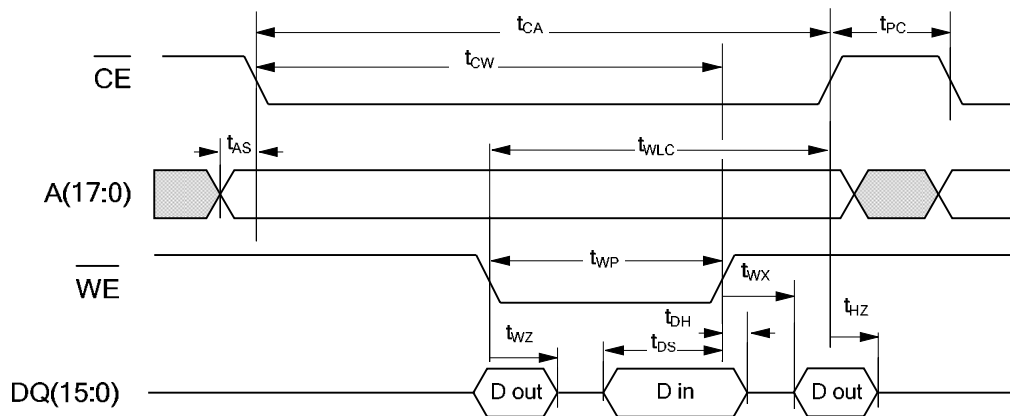 tCA
tPC
CE
tCW
tAS
tWLC
A(17:0)
tWP
WE
tWX
tDH
tHZ
tWZ
tDS
DQ(15:0)
D out
D in
D out